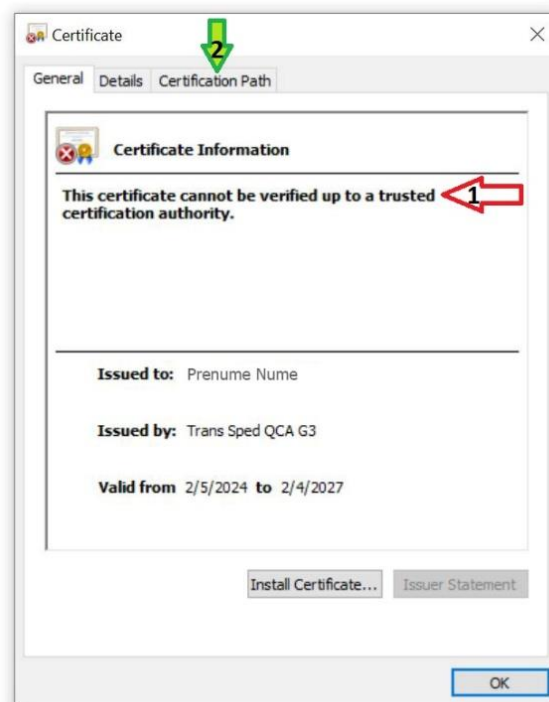 Certificate
2
General Details Certification Path
Certificate Information
This certificate cannot be verified up to a trusted
certification authority.
1
Issued to: Prenume Nume
Issued by: Trans Sped QCA G3
Valid from 2/5/2024 to 2/4/2027
Install Certificate... Issuer Statement
OK